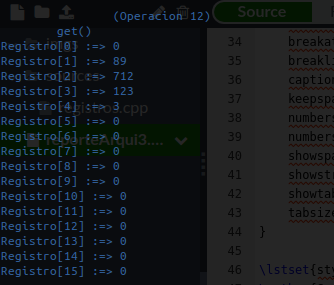 (Operacion 12)
get()
Registro[0] :=> 0
Registro[1] :=> 89
Registro[2] :=> 712
Registro[3] :=> 123
Registro[4] :=> 3
Registro[5] :=> 0
Registro[6] :=> 0
Registro[7] :=> 0
Registro[8] :=> 0
Registro[9] :=> 0
Registro[10] :=> 0
Registro[11] :=> 0
Registro[12] :=> 0
Registro[13] :=> 0
Registro[14] :=> 0
Registro[15] :=> 0
Source
34 breaka
35 breakli
36 caption
37 keepspa
38 numbers
39 numbers
40 showspa
41 showstr
42 showtab
43 tabsize
44 }
45
46 \lstset{sty